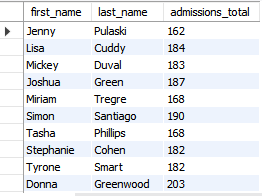 first_name last_name admissions_total
Jenny Pulaski 162
Lisa Cuddy 184
Mickey Duval 183
Joshua Green 187
Miriam Tregre 168
Simon Santiago 190
Tasha Phillips 168
Stephanie Cohen 182
Tyrone Smart 182
Donna Greenwood 203